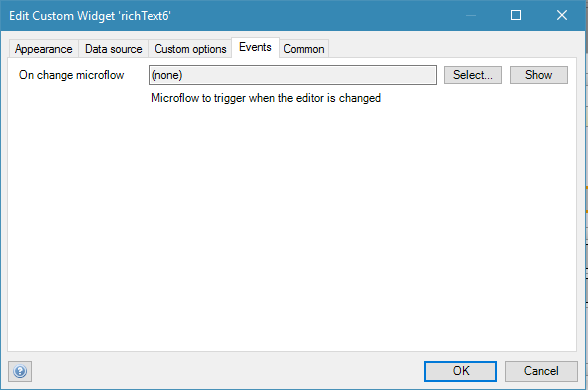 Edit Custom Widget 'richText6'
Appearance Data source Custom options Events Common
On change microflow (none) Select... Show
Microflow to trigger when the editor is changed
OK Cancel